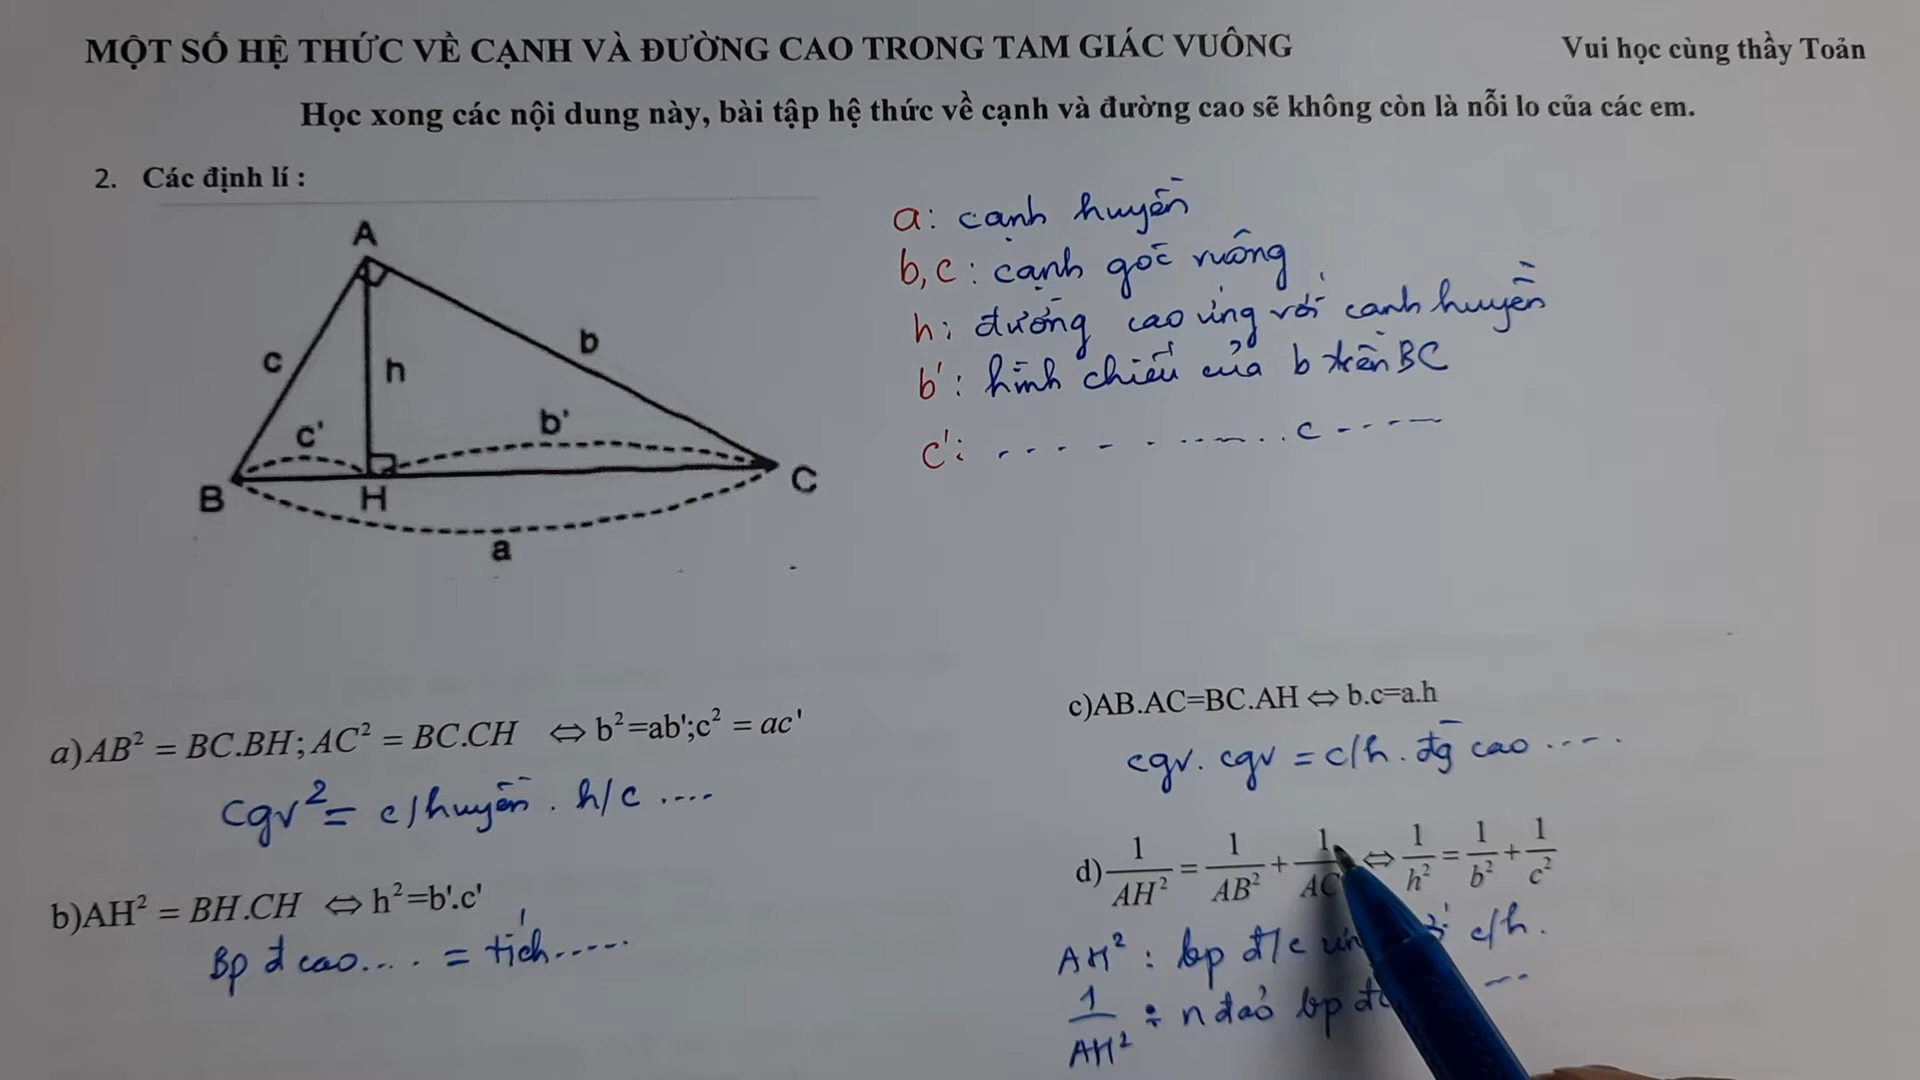 MỘT SỐ HỆ THỨC VỀ CẠNH VÀ ĐƯỜNG CAO TRONG TAM GIÁC VUÔNG
Vui học cùng thầy Toản
Học xong các nội dung này, bài tập hệ thức về cạnh và đường cao sẽ không còn là nỗi lo của các em.
2. Các định lí :
A
c
h
b
c'
b'
B
H
C
a
a: cạnh huyền
b, c: cạnh góc vuông
h: đường cao ứng với cạnh huyền
b': hình chiếu của b trên BC
c': ............ c ......
a)AB² = BC.BH; AC² = BC.CH ⇔ b²=ab';c² = ac'
cgv² = c/huyền . h/c ....
b)AH² = BH.CH ⇔ h²=b'.c'
Bp đ cao.... = tích.....
c)AB.AC=BC.AH ⇔ b.c=a.h
cgv. cgv = c/h. đg cao .....
d) 1/AH² = 1/AB² + 1/AC ⇔ 1/h² = 1/b² + 1/c²
AH² : bp đ/c c/h.
1/AH² : n đảo bp ...